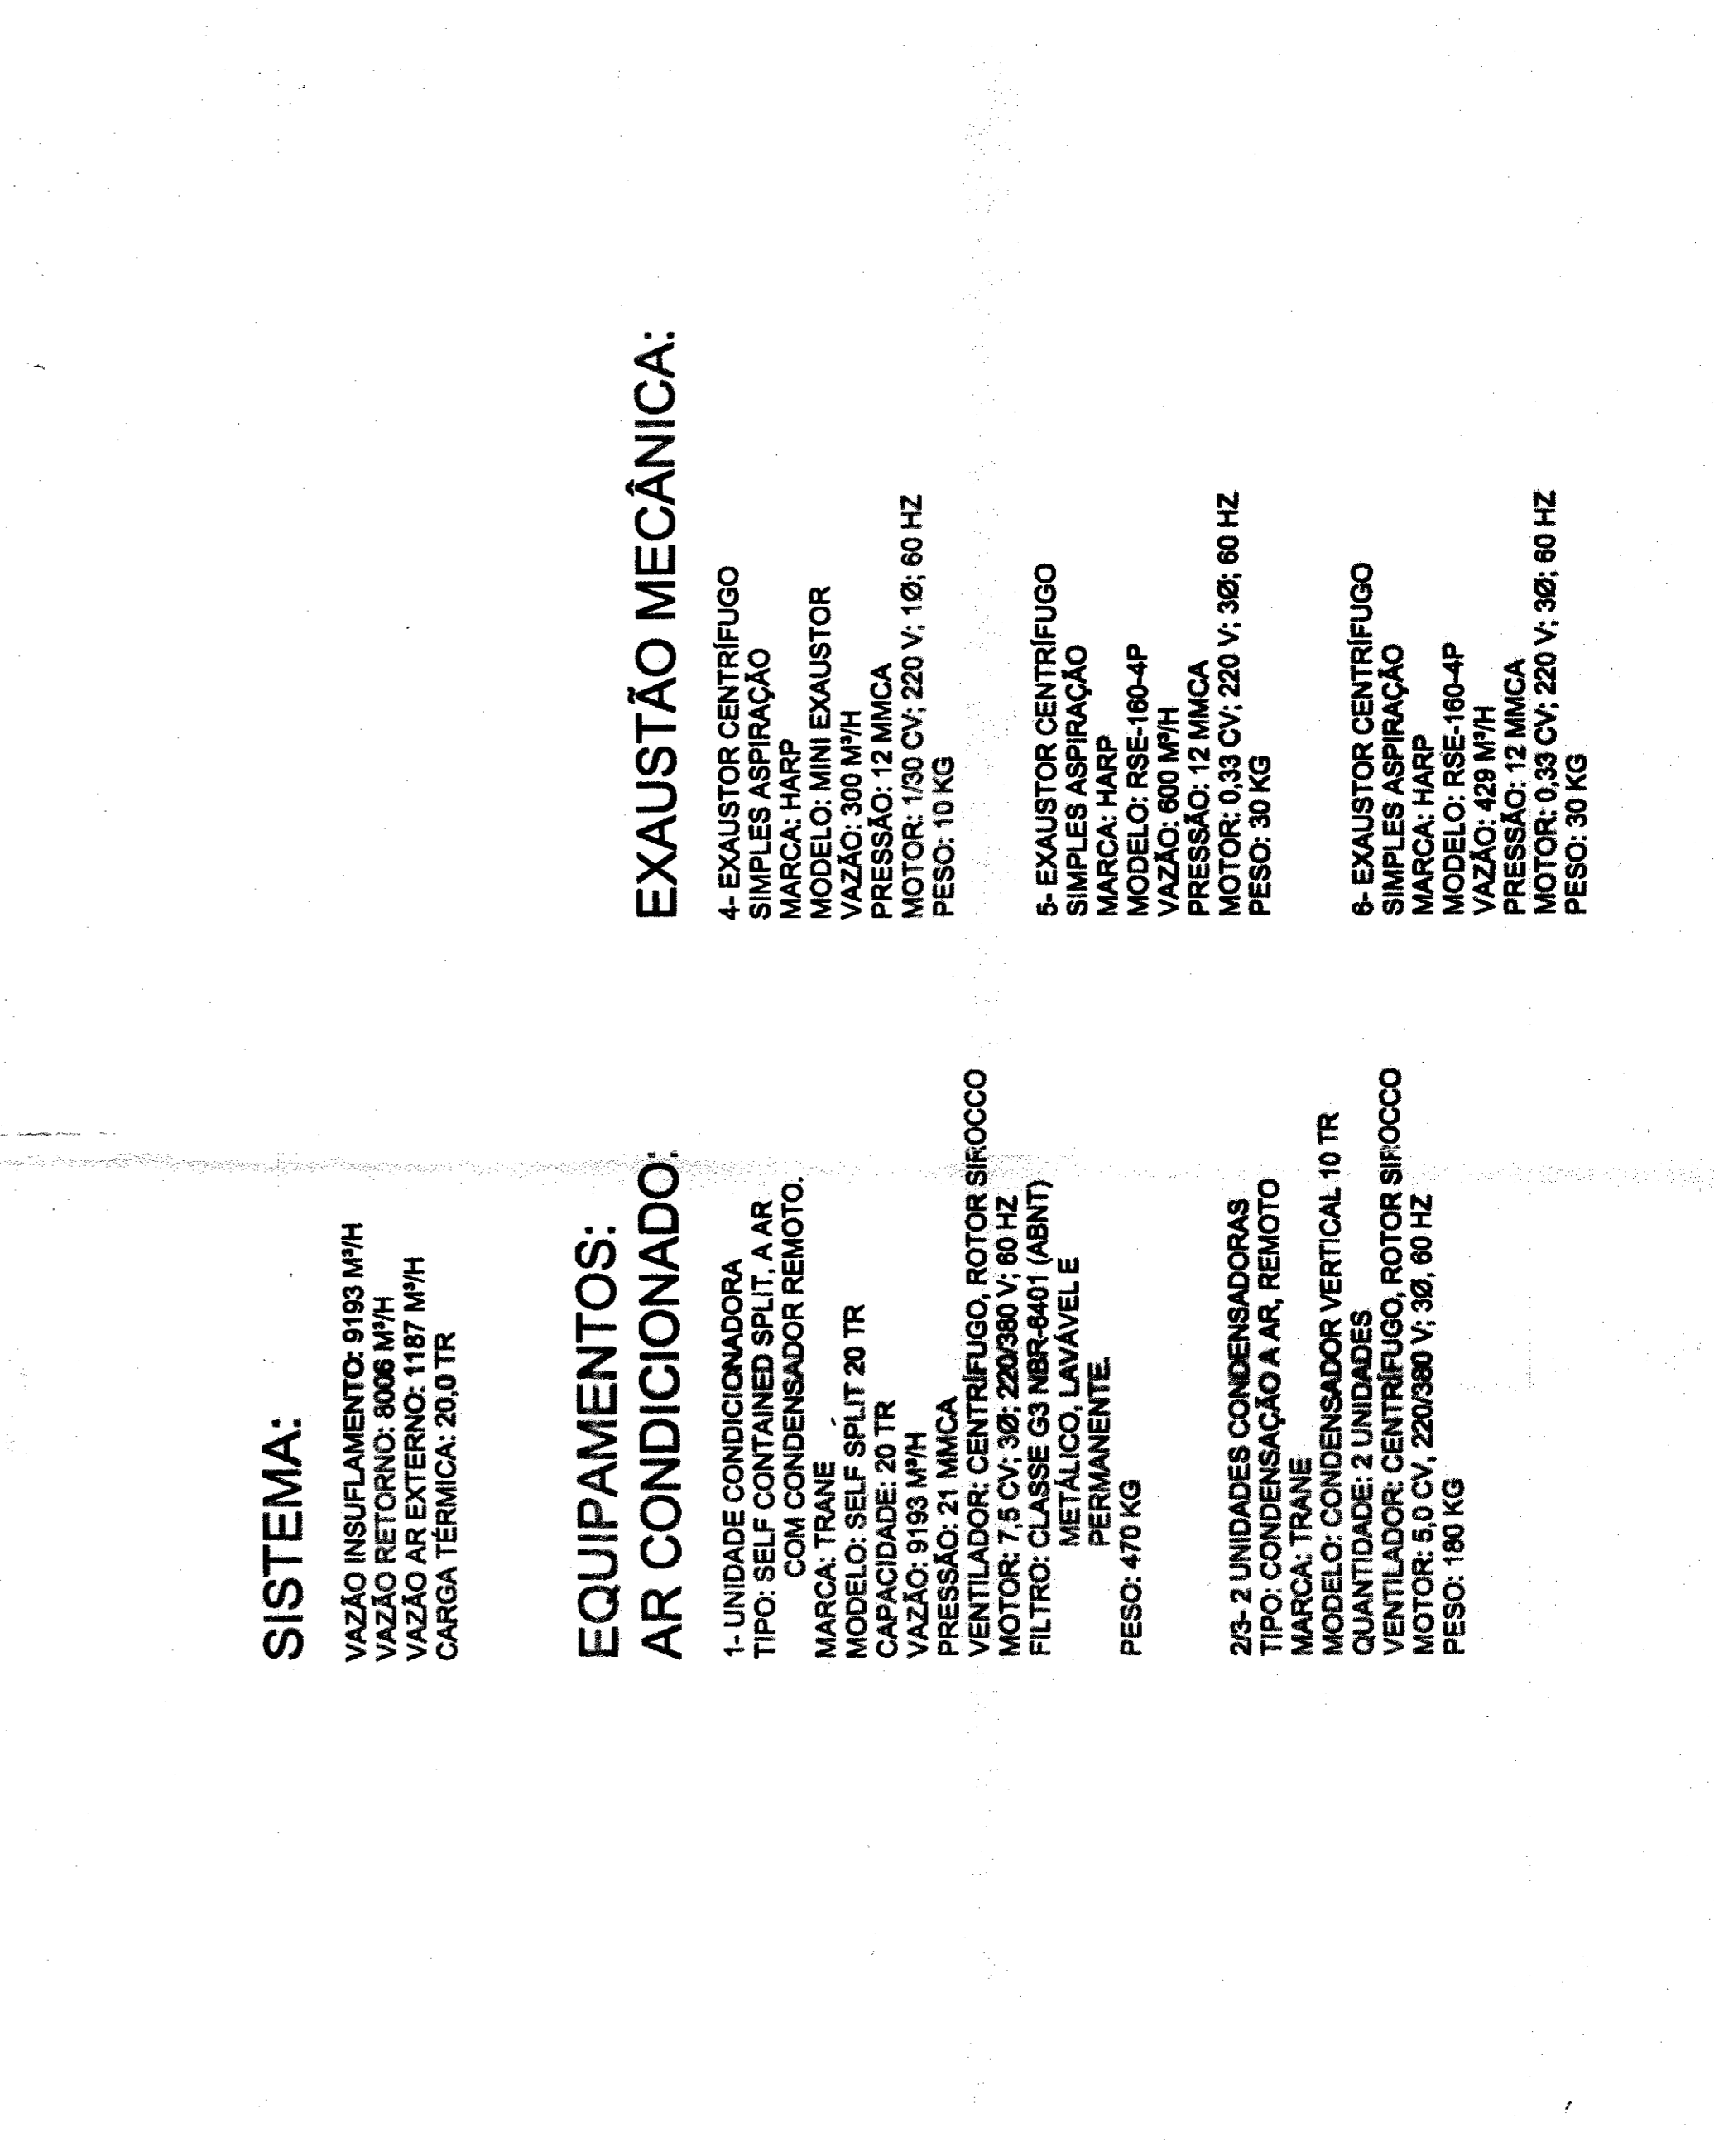 SISTEMA:
VAZÃO INSUFLAMENTO: 9193 M³/H
VAZÃO RETORNO: 8006 M³/H
VAZÃO AR EXTERNO: 1187 M³/H
CARGA TÉRMICA: 20,0 TR
EQUIPAMENTOS:
AR CONDICIONADO:
1- UNIDADE CONDICIONADORA
TIPO: SELF CONTAINED SPLIT, A AR
COM CONDENSADOR REMOTO.
MARCA: TRANE
MODELO: SELF SPLIT 20 TR
CAPACIDADE: 20 TR
VAZÃO: 9193 M³/H
PRESSÃO: 21 MMCA
VENTILADOR: CENTRÍFUGO, ROTOR SIROCCO
MOTOR: 7,5 CV; 3Ø; 220/380 V; 60 HZ
FILTRO: CLASSE G3 NBR-6401 (ABNT)
METÁLICO, LAVÁVEL E
PERMANENTE.
PESO: 470 KG
2/3- 2 UNIDADES CONDENSADORAS
TIPO: CONDENSAÇÃO A AR, REMOTO
MARCA: TRANE
MODELO: CONDENSADOR VERTICAL 10 TR
QUANTIDADE: 2 UNIDADES
VENTILADOR: CENTRÍFUGO, ROTOR SIROCCO
MOTOR: 5,0 CV, 220/380 V; 3Ø, 60 HZ
PESO: 180 KG
EXAUSTÃO MECÂNICA:
4- EXAUSTOR CENTRÍFUGO
SIMPLES ASPIRAÇÃO
MARCA: HARP
MODELO: MINI EXAUSTOR
VAZÃO: 300 M³/H
PRESSÃO: 12 MMCA
MOTOR: 1/30 CV; 220 V; 1Ø; 60 HZ
PESO: 10 KG
5- EXAUSTOR CENTRÍFUGO
SIMPLES ASPIRAÇÃO
MARCA: HARP
MODELO: RSE-160-4P
VAZÃO: 600 M³/H
PRESSÃO: 12 MMCA
MOTOR: 0,33 CV; 220 V; 3Ø; 60 HZ
PESO: 30 KG
6- EXAUSTOR CENTRÍFUGO
SIMPLES ASPIRAÇÃO
MARCA: HARP
MODELO: RSE-160-4P
VAZÃO: 429 M³/H
PRESSÃO: 12 MMCA
MOTOR: 0,33 CV; 220 V; 3Ø; 60 HZ
PESO: 30 KG